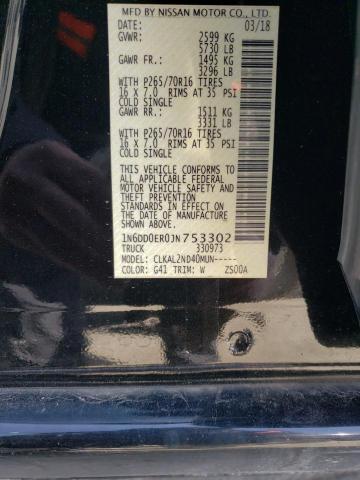 MFD BY NISSAN MOTOR CO., LTD.
DATE: 03/18
GVWR: 2599 KG
5730 LB
GAWR FR.: 1495 KG
3296 LB
WITH P265/70R16 TIRES
16 X 7.0 RIMS AT 35 PSI
COLD SINGLE
GAWR RR.: 1511 KG
3331 LB
WITH P265/70R16 TIRES
16 X 7.0 RIMS AT 35 PSI
COLD SINGLE
THIS VEHICLE CONFORMS TO ALL
APPLICABLE FEDERAL MOTOR VEHICLE SAFETY
AND THEFT PREVENTION
STANDARDS IN EFFECT ON
THE DATE OF MANUFACTURE
SHOWN ABOVE.
1N6DD0ER0JN753302
TRUCK 330973
MODEL: CLKAL2ND40MUN-----
COLOR: G41 TRIM: W ZS00A